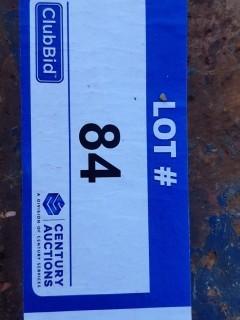 LOT #
84
ClubBid
CENTURY
AUCTIONS
A DIVISION OF CENTURY SERVICES